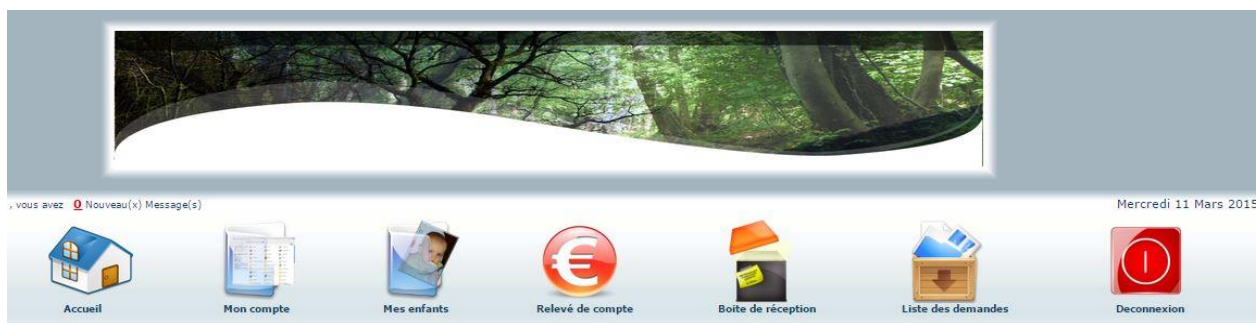 , vous avez 0 Nouveau(x) Message(s)
Mercredi 11 Mars 2015
Accueil
Mon compte
Mes enfants
Relevé de compte
Boite de réception
Liste des demandes
Deconnexion